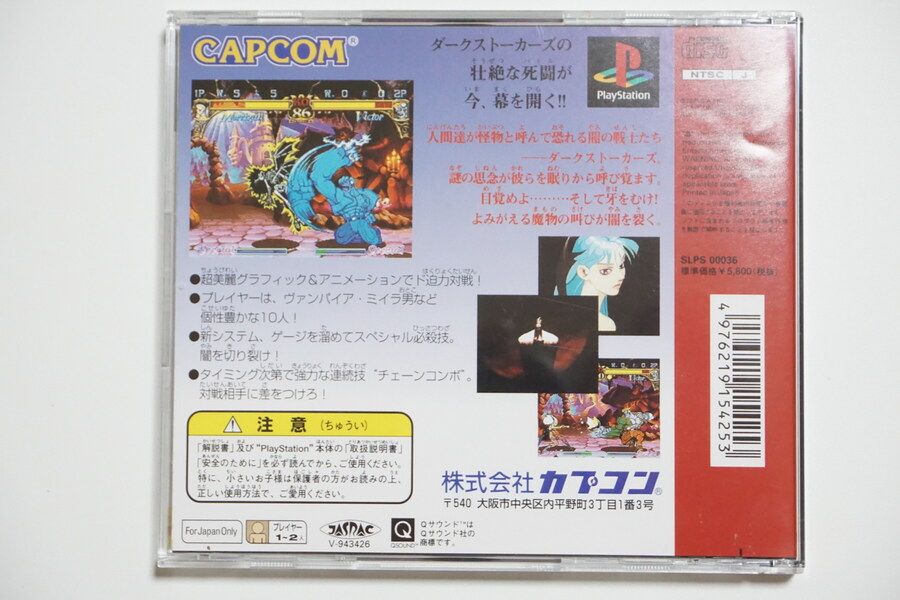 CAPCOM®
ダークストーカーズの
壮絶な死闘が
今、幕を開く!!
PlayStation
NTSC J
人間達が怪物と呼んで恐れる闇の戦士たち
――ダークストーカーズ。
謎の思念が彼らを眠りから呼び覚ます。
目覚めよ………そして牙をむけ!
よみがえる魔物の叫びが闇を裂く。
1P W.S L S W.O K O 2P
86
Victor
●超美麗グラフィック&アニメーションでド迫力対戦!
●プレイヤーは、ヴァンパイア・ミイラ男など
個性豊かな10人!
●新システム、ゲージを溜めてスペシャル必殺技。
闇を切り裂け!
●タイミング次第で強力な連続技 “チェーンコンボ”。
対戦相手に差をつけろ!
SLPS 00036
標準価格¥5,800(税抜)
4976219154253
注意(ちゅうい)
「解説書」及び“PlayStation”本体の「取扱説明書」
「安全のために」を必ず読んでから、ご使用ください。
特に、小さいお子様は保護者の方がお読みの上、
正しい使用方法で、ご愛用ください。
株式会社カプコン®
〒540 大阪市中央区内平野町3丁目1番3号
For Japan Only
プレイヤー
1~2人
JASRAC
V-943426
QSOUND™
Qサウンド™は
Qサウンド社の
商標です。